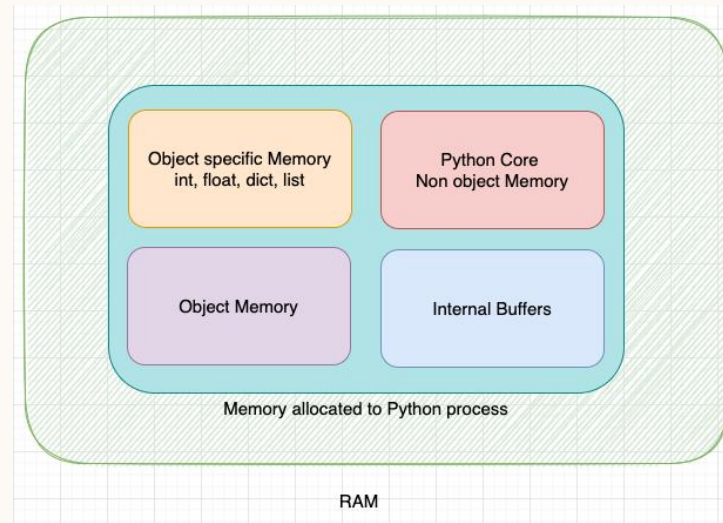 Object specific Memory
int, float, dict, list
Python Core
Non object Memory
Object Memory
Internal Buffers
Memory allocated to Python process
RAM